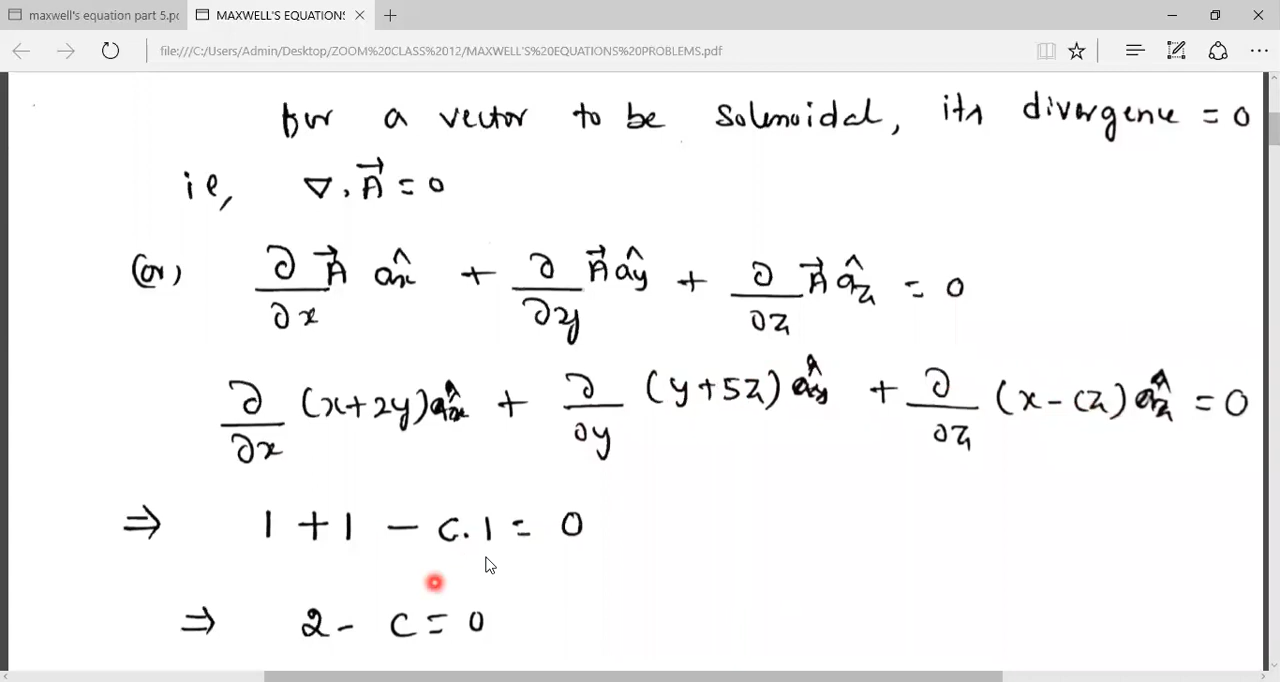 maxwell's equation part 5.pc
MAXWELL'S EQUATIONS
file:///C:/Users/Admin/Desktop/ZOOM%20CLASS%2012/MAXWELL'S%20EQUATIONS%20PROBLEMS.pdf
for a vector to be solenoidal, its divergence = 0
ie, ∇. A⃗ = 0
(or) ∂/∂x A⃗ âx + ∂/∂y A⃗ ây + ∂/∂z A⃗ âz = 0
∂/∂x (x+2y) âx + ∂/∂y (y+5z) ây + ∂/∂z (x-cz) âz = 0
⇒ 1 + 1 - c.1 = 0
⇒ 2 - c = 0